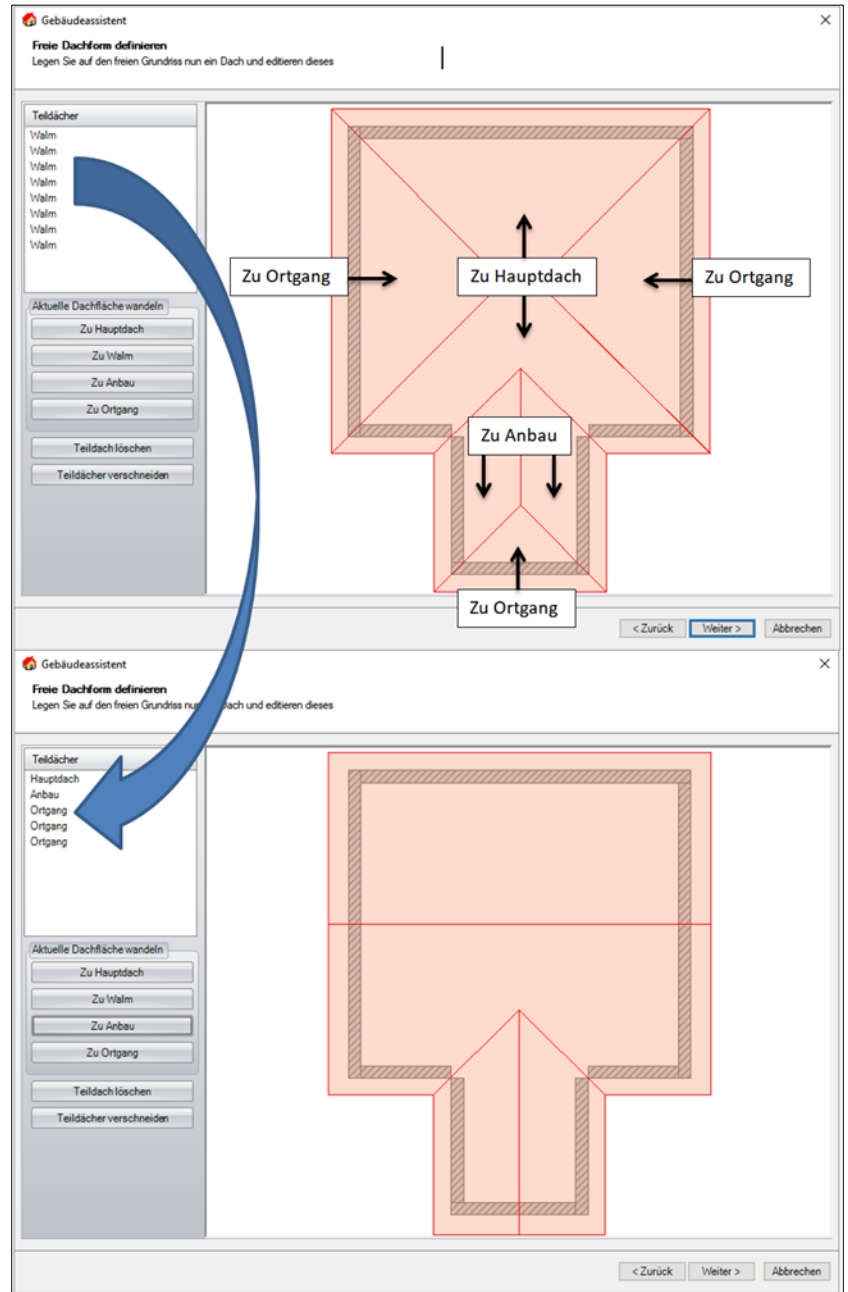 Gebäudeassistent
Freie Dachform definieren
Legen Sie auf den freien Grundriss nun ein Dach und editieren dieses
Teildächer
Walm
Walm
Walm
Walm
Walm
Walm
Walm
Walm
Aktuelle Dachfläche wandeln
Zu Hauptdach
Zu Walm
Zu Anbau
Zu Ortgang
Teildach löschen
Teildächer verschneiden
Zu Ortgang
Zu Hauptdach
Zu Ortgang
Zu Anbau
Zu Ortgang
< Zurück Weiter > Abbrechen
Gebäudeassistent
Freie Dachform definieren
Legen Sie auf den freien Grundriss nun Dach und editieren dieses
Teildächer
Hauptdach
Anbau
Ortgang
Ortgang
Ortgang
Aktuelle Dachfläche wandeln
Zu Hauptdach
Zu Walm
Zu Anbau
Zu Ortgang
Teildach löschen
Teildächer verschneiden
< Zurück Weiter > Abbrechen